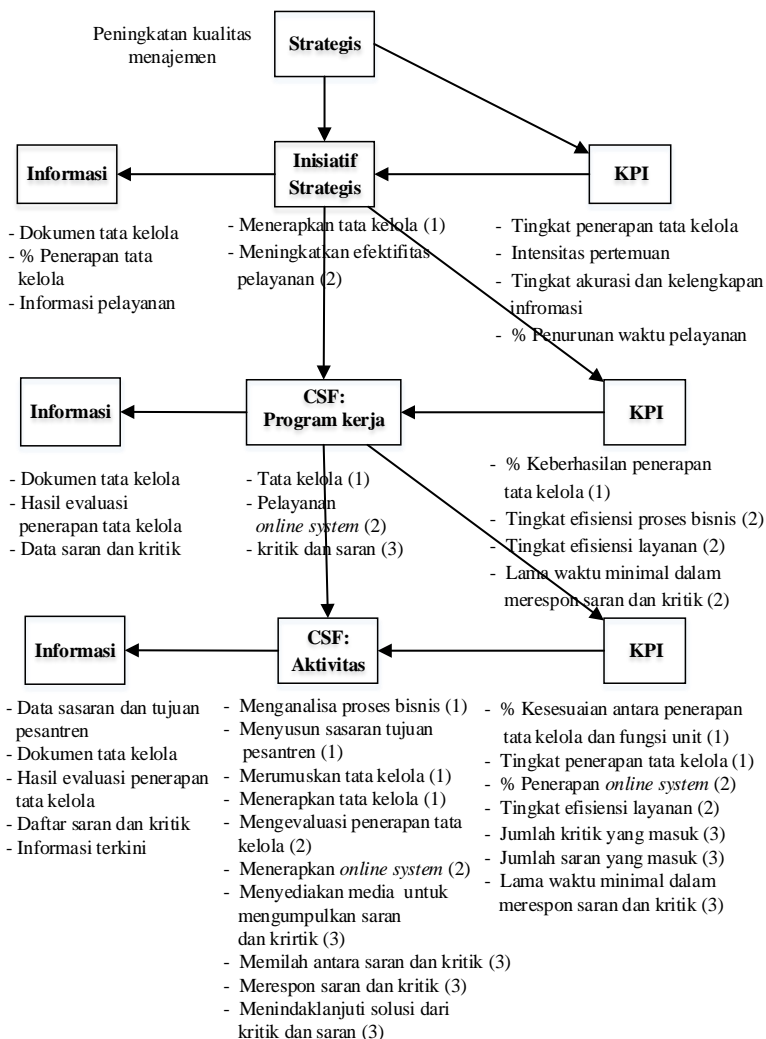 Peningkatan kualitas
menajemen
Strategis
Informasi
Inisiatif
Strategis
KPI
- Dokumen tata kelola
- % Penerapan tata
kelola
- Informasi pelayanan
- Menerapkan tata kelola (1)
- Meningkatkan efektifitas
pelayanan (2)
- Tingkat penerapan tata kelola
- Intensitas pertemuan
- Tingkat akurasi dan kelengkapan
infromasi
- % Penurunan waktu pelayanan
Informasi
CSF:
Program kerja
KPI
- Dokumen tata kelola
- Hasil evaluasi
penerapan tata kelola
- Data saran dan kritik
- Tata kelola (1)
- Pelayanan
online system (2)
- kritik dan saran (3)
- % Keberhasilan penerapan
tata kelola (1)
- Tingkat efisiensi proses bisnis (2)
- Tingkat efisiensi layanan (2)
- Lama waktu minimal dalam
merespon saran dan kritik (2)
Informasi
CSF:
Aktivitas
KPI
- Data sasaran dan tujuan
pesantren
- Dokumen tata kelola
- Hasil evaluasi penerapan
tata kelola
- Daftar saran dan kritik
- Informasi terkini
- Menganalisa proses bisnis (1)
- Menyusun sasaran tujuan
pesantren (1)
- Merumuskan tata kelola (1)
- Menerapkan tata kelola (1)
- Mengevaluasi penerapan tata
kelola (2)
- Menerapkan online system (2)
- Menyediakan media untuk
mengumpulkan saran
dan krirtik (3)
- Memilah antara saran dan kritik (3)
- Merespon saran dan kritik (3)
- Menindaklanjuti solusi dari
kritik dan saran (3)
- % Kesesuaian antara penerapan
tata kelola dan fungsi unit (1)
- Tingkat penerapan tata kelola (1)
- % Penerapan online system (2)
- Tingkat efisiensi layanan (2)
- Jumlah kritik yang masuk (3)
- Jumlah saran yang masuk (3)
- Lama waktu minimal dalam
merespon saran dan kritik (3)